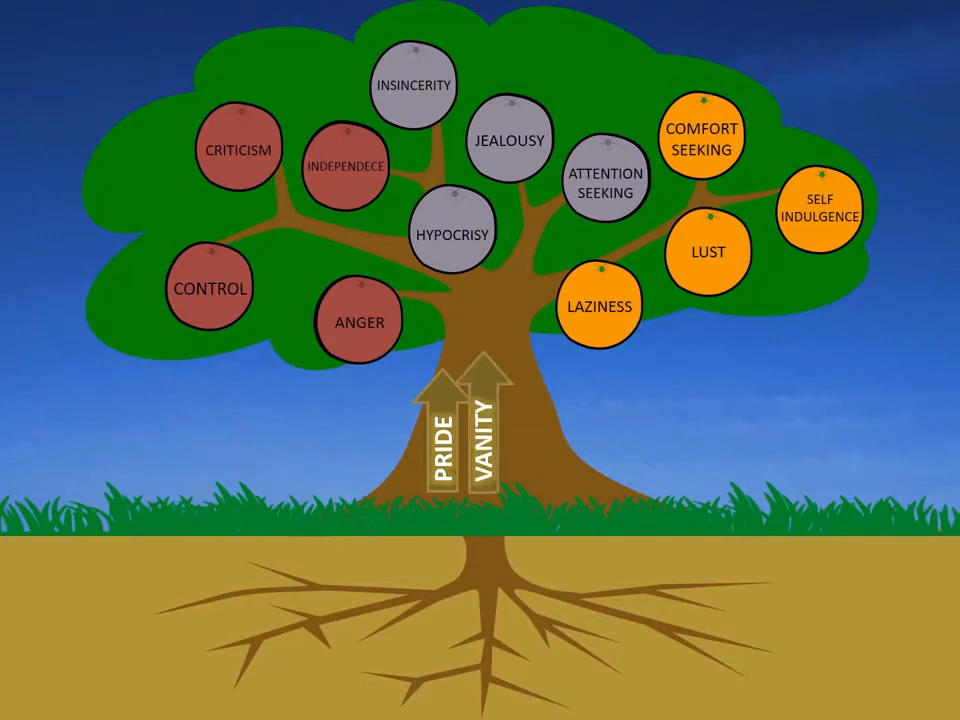 INSINCERITY
CRITICISM
INDEPENDECE
JEALOUSY
COMFORT
SEEKING
ATTENTION
SEEKING
SELF
INDULGENCE
HYPOCRISY
LUST
CONTROL
ANGER
LAZINESS
PRIDE
VANITY